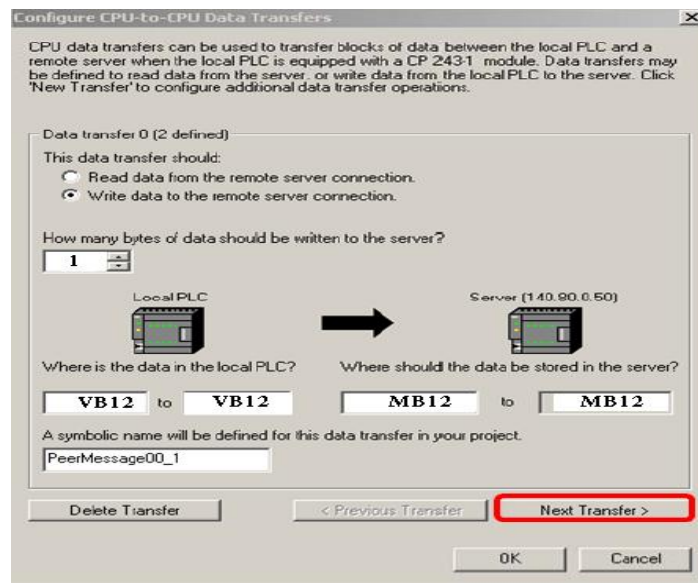 Configure CPU-to-CPU Data Transfers
CPU data transfers can be used to transfer blocks of data between the local PLC and a
remote server when the local PLC is equipped with a CP 243-1 module. Data transfers may
be defined to read data from the server, or write data from the local PLC to the server. Click
'New Transfer' to configure additional data transfer operations.
Data transfer 0 (2 defined)
This data transfer should:
Read data from the remote server connection.
Write data to the remote server connection.
How many bytes of data should be written to the server?
1
Local PLC Server (140.80.0.50)
Where is the data in the local PLC? Where should the data be stored in the server?
VB12 to VB12 MB12 to MB12
A symbolic name will be defined for this data transfer in your project.
PeerMessage00_1
Delete Transfer < Previous Transfer Next Transfer >
OK Cancel